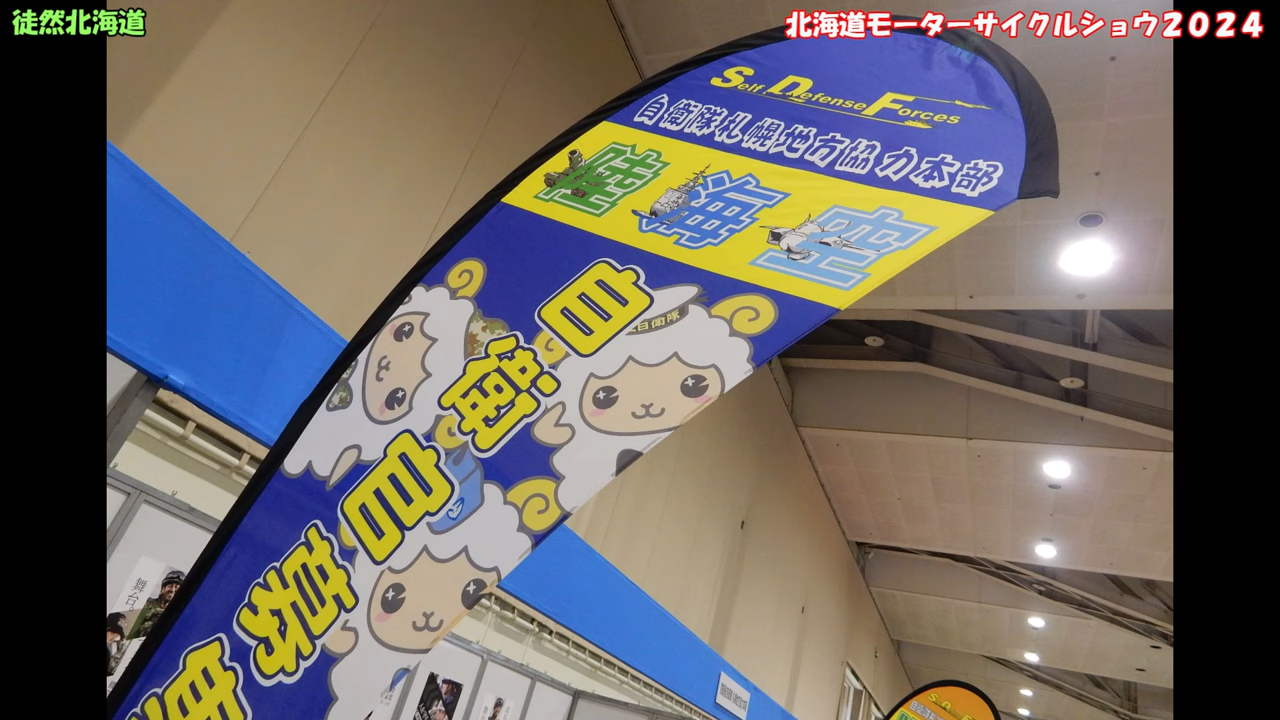 徒然北海道
北海道モーターサイクルショウ2024
Self Defense Forces
自衛隊札幌地方協力本部
陸 海 空
自衛隊
自衛官募集
舞台